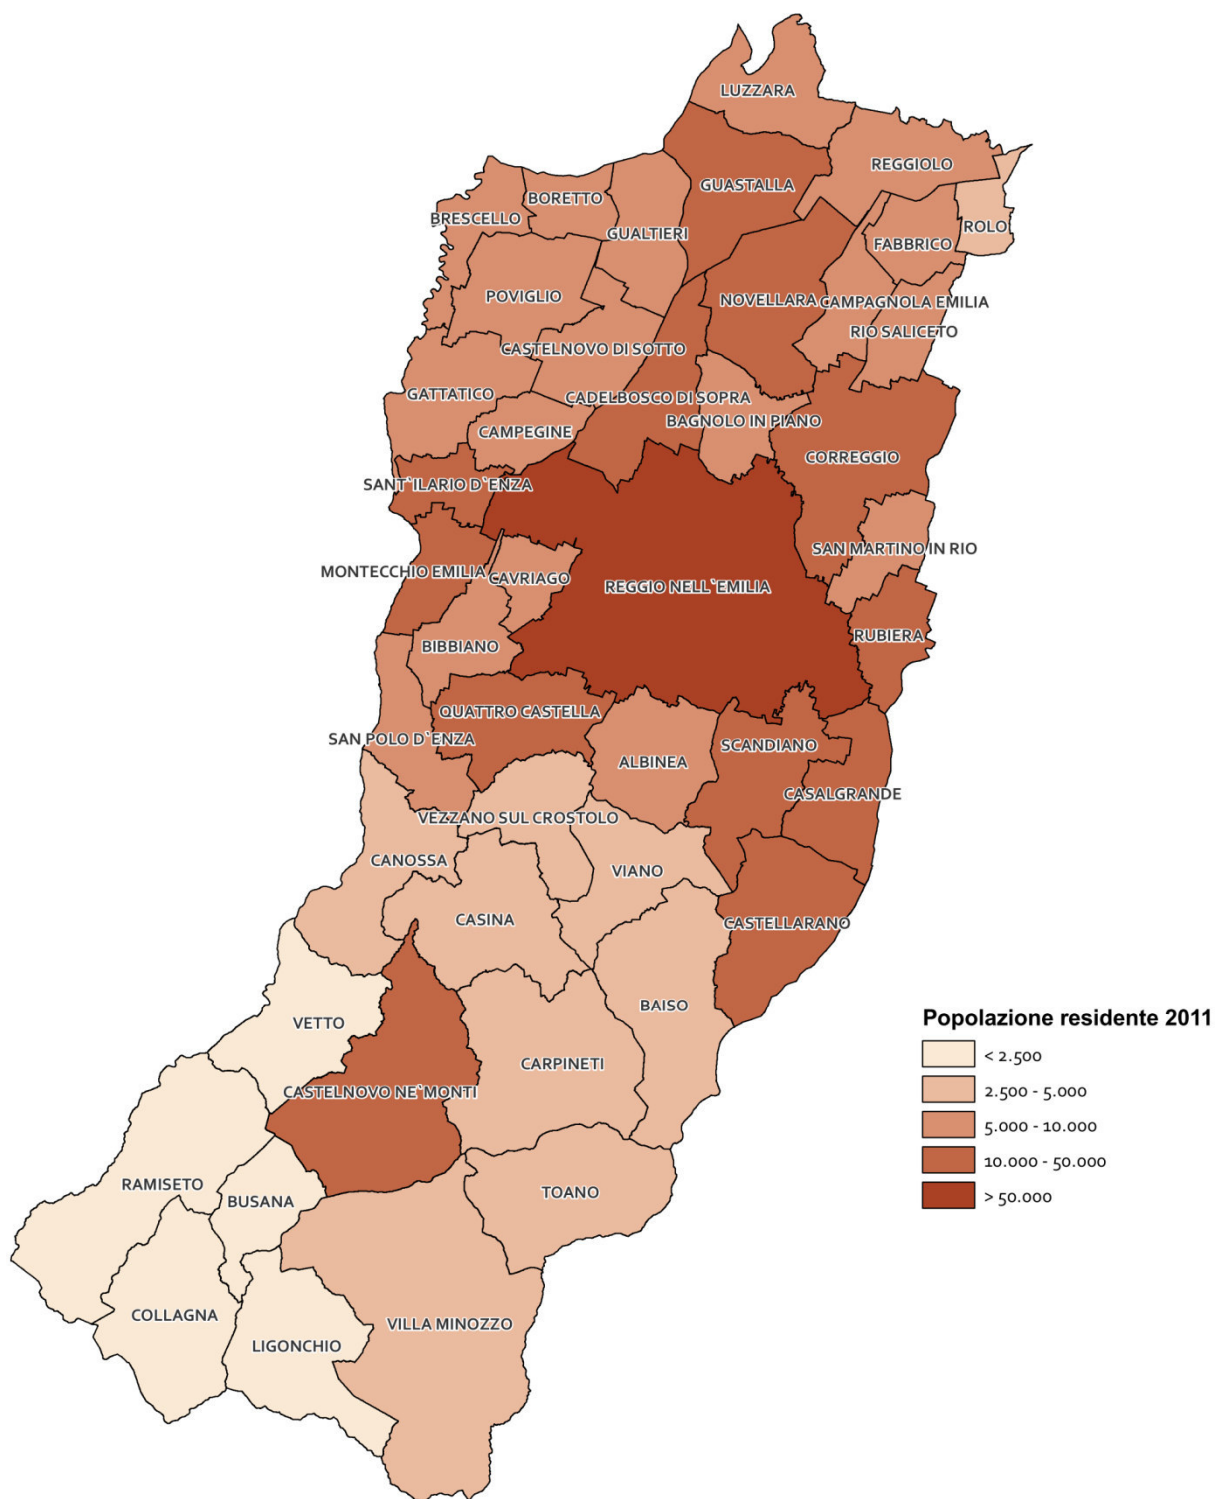 LUZZARA
REGGIOLO
GUASTALLA
BORETTO
BRESCELLO
GUALTIERI
ROLO
FABBRICO
POVIGLIO
NOVELLARA
CAMPAGNOLA EMILIA
RIO SALICETO
CASTELNOVO DI SOTTO
GATTATICO
CADELBOSCO DI SOPRA
BAGNOLO IN PIANO
CAMPEGINE
CORREGGIO
SANT`ILARIO D`ENZA
SAN MARTINO IN RIO
MONTECCHIO EMILIA
CAVRIAGO
REGGIO NELL`EMILIA
RUBIERA
BIBBIANO
QUATTRO CASTELLA
SAN POLO D`ENZA
SCANDIANO
ALBINEA
CASALGRANDE
VEZZANO SUL CROSTOLO
CANOSSA
VIANO
CASINA
CASTELLARANO
BAISO
VETTO
CARPINETI
CASTELNOVO NE`MONTI
RAMISETO
BUSANA
TOANO
COLLAGNA
VILLA MINOZZO
LIGONCHIO
Popolazione residente 2011
< 2.500
2.500 - 5.000
5.000 - 10.000
10.000 - 50.000
> 50.000